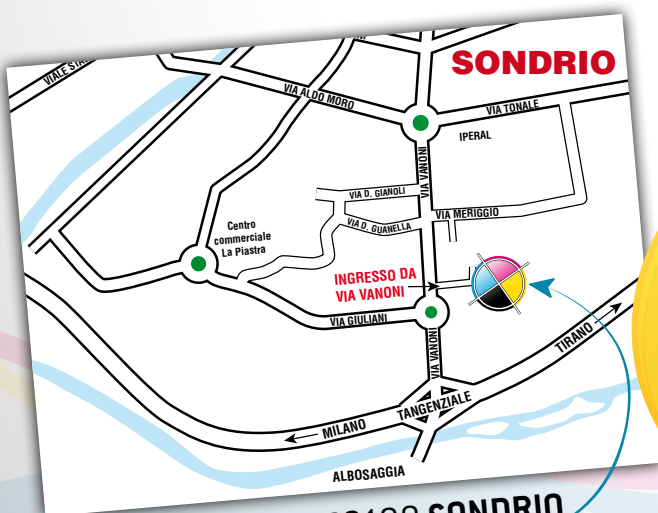 SONDRIO
VIALE
VIA ALDO MORO
VIA TONALE
IPERAL
VIA VANONI
VIA D. GIANOLI
VIA MERIGGIO
VIA D. GUANELLA
Centro
commerciale
La Piastra
INGRESSO DA
VIA VANONI
VIA GIULIANI
VIA VANONI
TIRANO
TANGENZIALE
MILANO
ALBOSAGGIA
SONDRIO